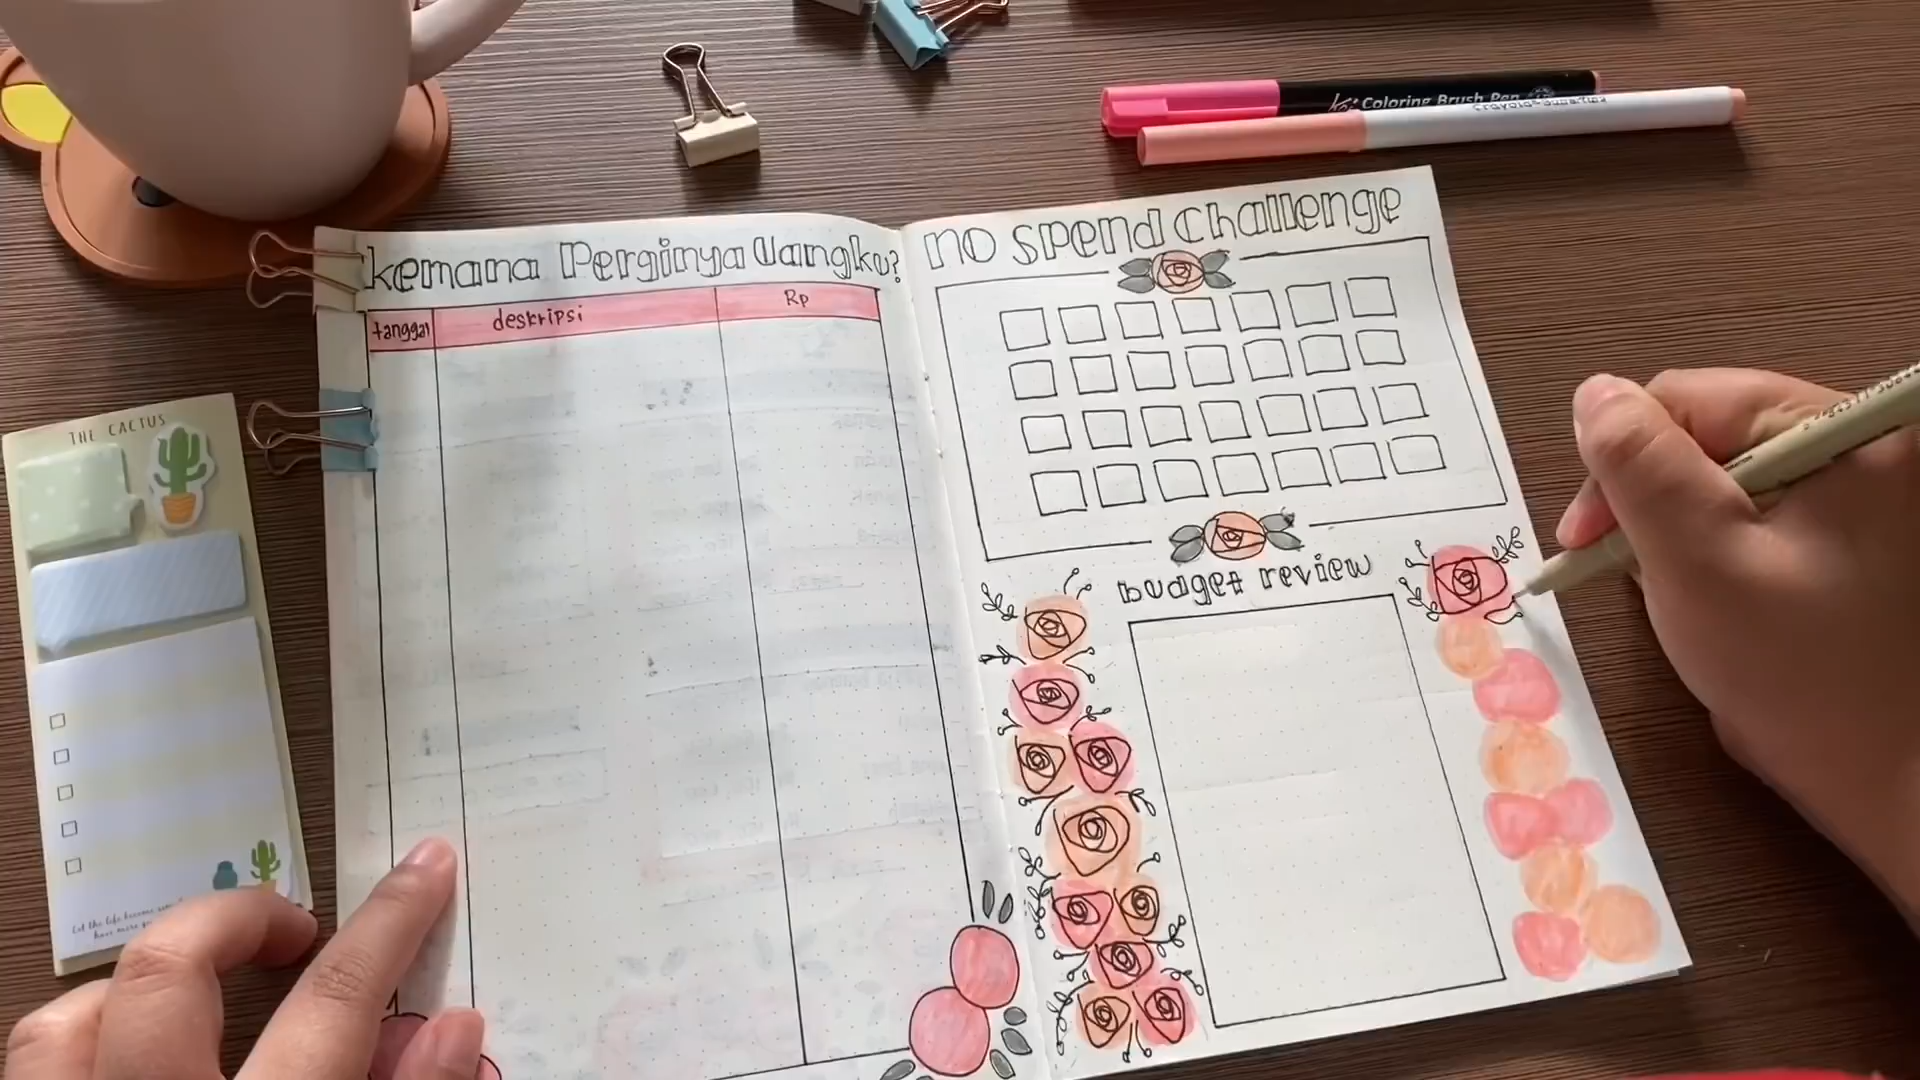 Coloring Brush Pen
kemana Perginya Uangku?
tanggal deskripsi Rp
NO SPEND Challenge
budget review
THE CACTUS